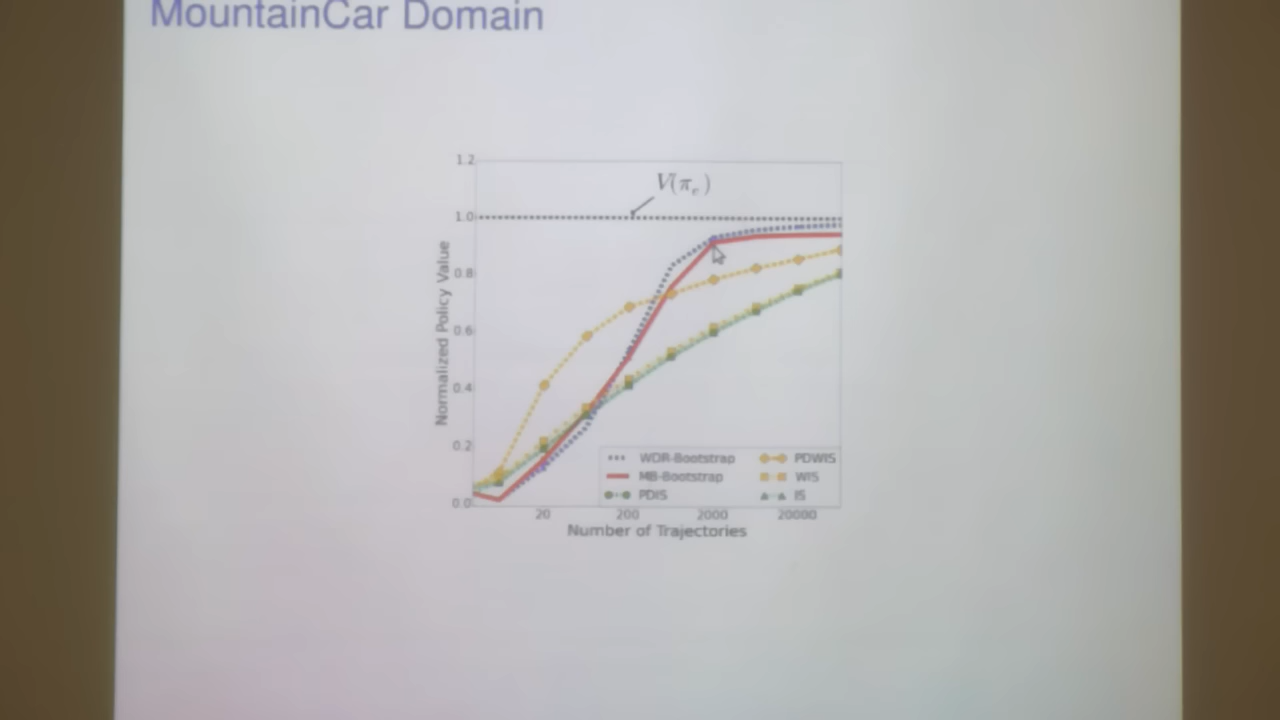 MountainCar Domain
1.2
V(πₑ)
1.0
0.8
0.6
0.4
0.2
0.0
Normalized Policy Value
WDR-Bootstrap PDWIS
MB-Bootstrap WIS
PDIS IS
20 200 2000 20000
Number of Trajectories